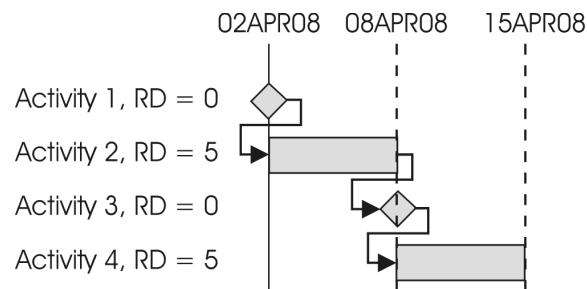 02APR08 08APR08 15APR08
Activity 1, RD = 0
Activity 2, RD = 5
Activity 3, RD = 0
Activity 4, RD = 5